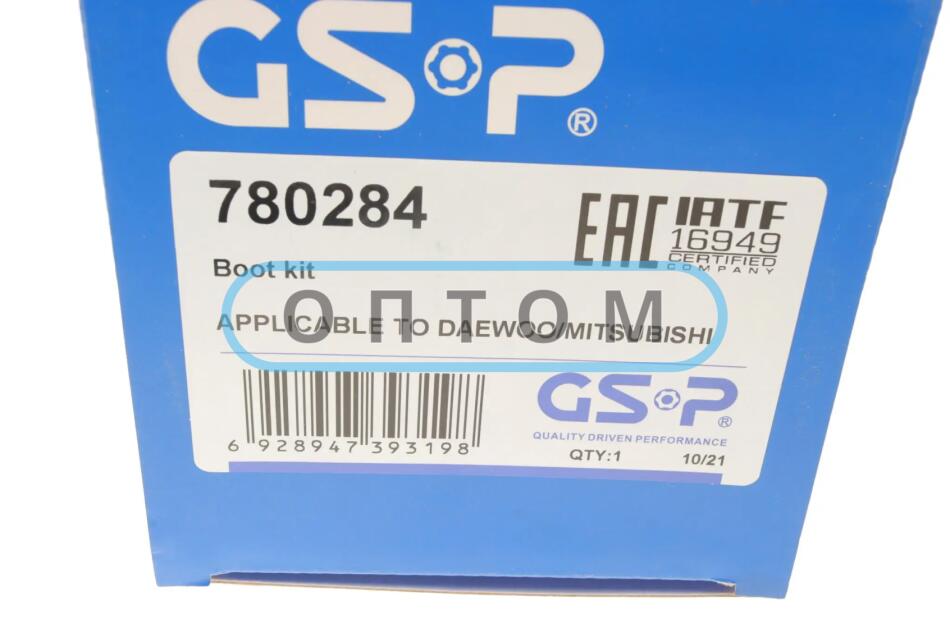 GSP®
780284
EAC
IATF
16949
CERTIFIED
COMPANY
Boot kit
ОПТОМ
APPLICABLE TO DAEWOO/MITSUBISHI
GSP®
QUALITY DRIVEN PERFORMANCE
6 928947 393198
QTY:1 10/21